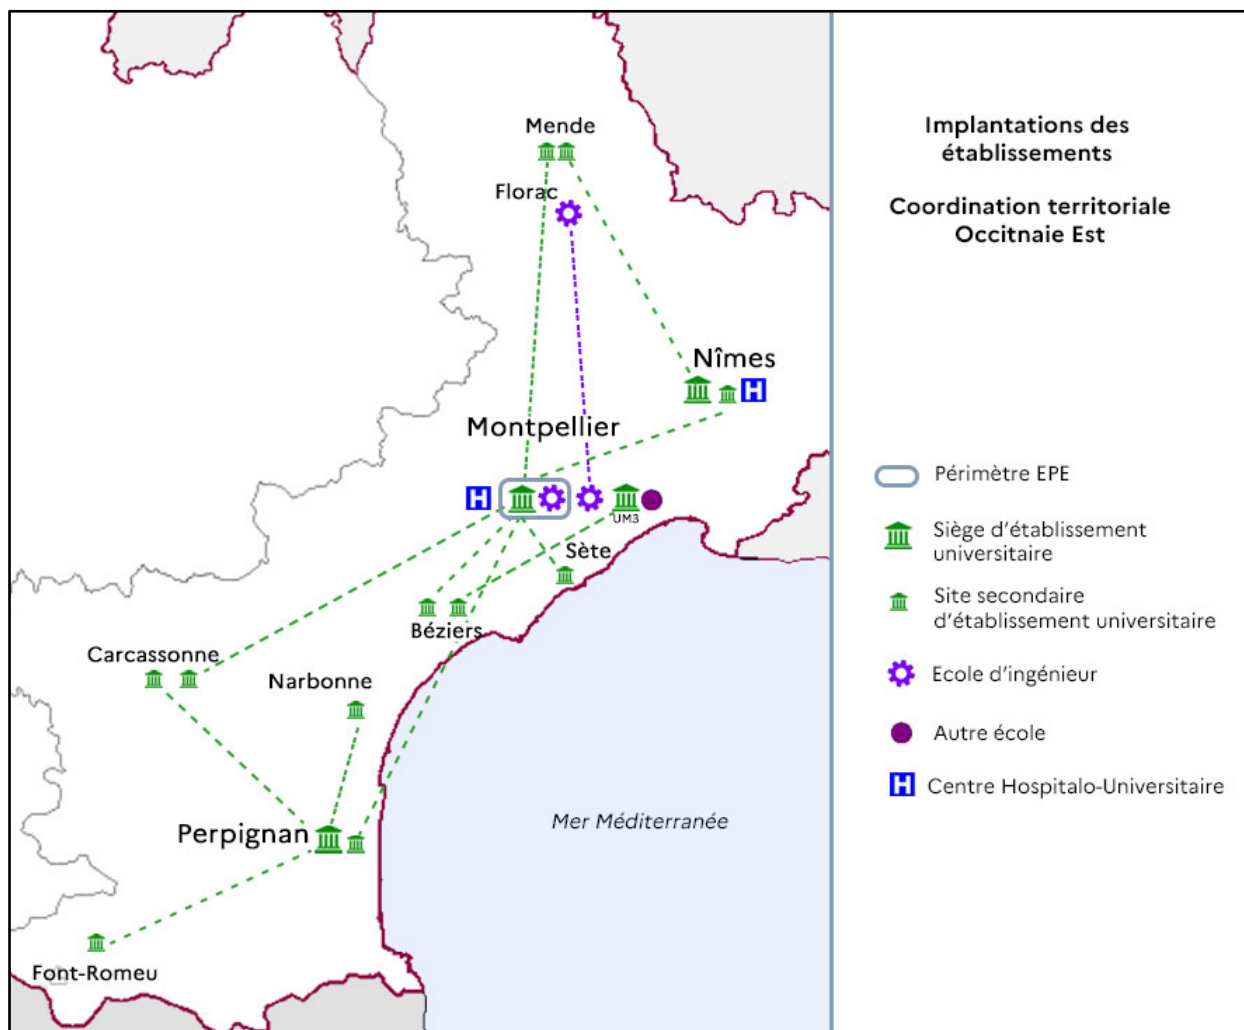 Mende
Florac
Nîmes
H
Montpellier
H
UM3
Sète
Béziers
Carcassonne
Narbonne
Perpignan
Font-Romeu
Mer Méditerranée
Implantations des
établissements
Coordination territoriale
Occitnaie Est
Périmètre EPE
Siège d'établissement
universitaire
Site secondaire
d'établissement universitaire
Ecole d'ingénieur
Autre école
H Centre Hospitalo-Universitaire